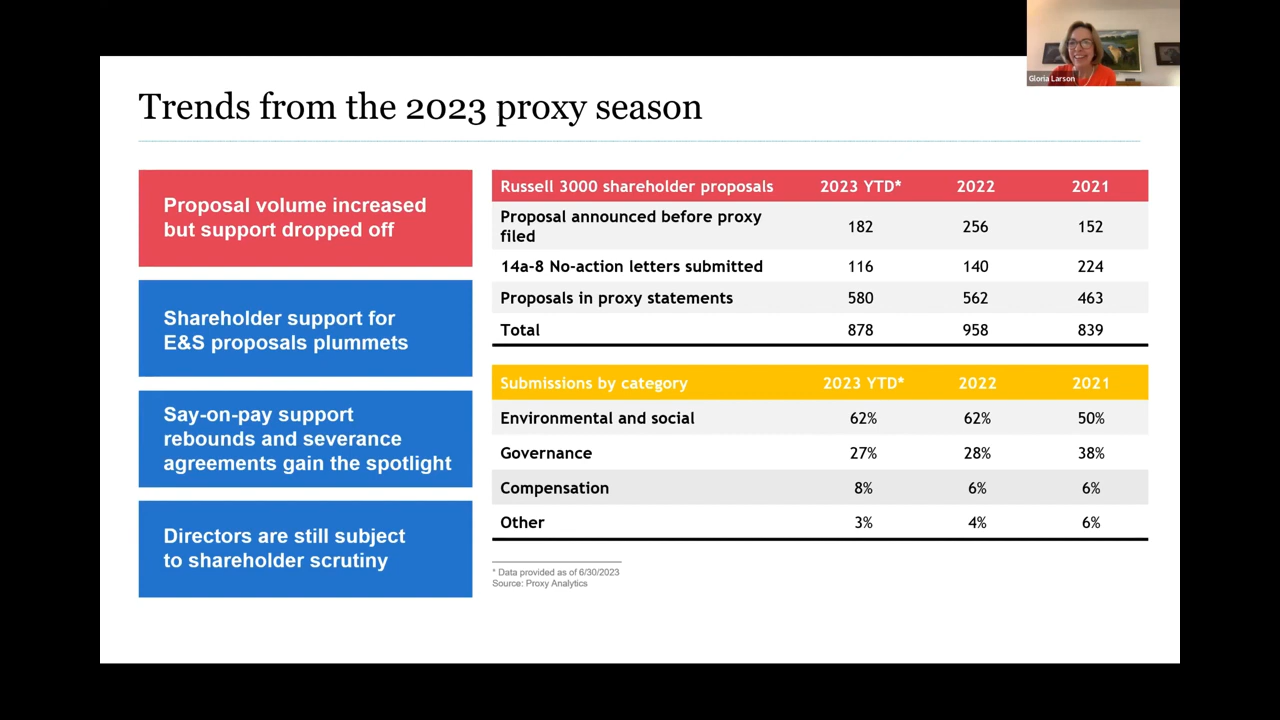 Gloria Larson
Trends from the 2023 proxy season
Proposal volume increased
but support dropped off
Shareholder support for
E&S proposals plummets
Say-on-pay support
rebounds and severance
agreements gain the spotlight
Directors are still subject
to shareholder scrutiny
Russell 3000 shareholder proposals 2023 YTD* 2022 2021
Proposal announced before proxy
filed 182 256 152
14a-8 No-action letters submitted 116 140 224
Proposals in proxy statements 580 562 463
Total 878 958 839
Submissions by category 2023 YTD* 2022 2021
Environmental and social 62% 62% 50%
Governance 27% 28% 38%
Compensation 8% 6% 6%
Other 3% 4% 6%
* Data provided as of 6/30/2023
Source: Proxy Analytics